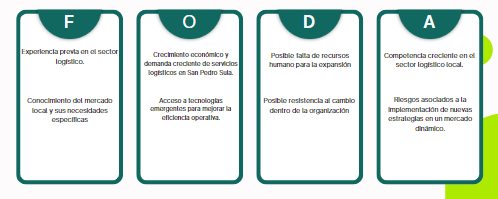 F
Experiencia previa en el sector
logístico.
Conocimiento del mercado
local y sus necesidades
específicas
O
Crecimiento económico y
demanda creciente de servicios
logísticos en San Pedro Sula.
Acceso a tecnologías
emergentes para mejorar la
eficiencia operativa.
D
Posible falta de recursos
humano para la expansión
Posible resistencia al cambio
dentro de la organización
A
Competencia creciente en el
sector logístico local.
Riesgos asociados a la
implementación de nuevas
estrategias en un mercado
dinámico.